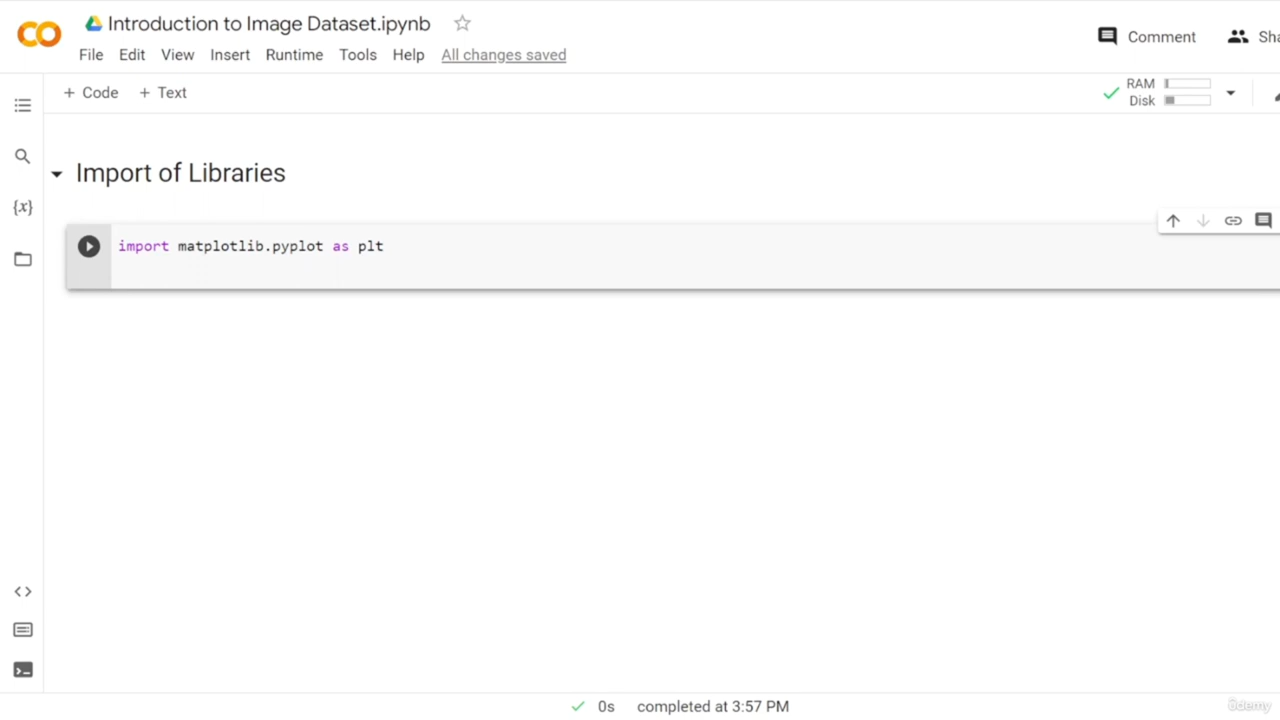 Introduction to Image Dataset.ipynb
File Edit View Insert Runtime Tools Help All changes saved
Comment
+ Code + Text
RAM
Disk
Import of Libraries
{x}
import matplotlib.pyplot as plt
0s completed at 3:57 PM
ûdemy